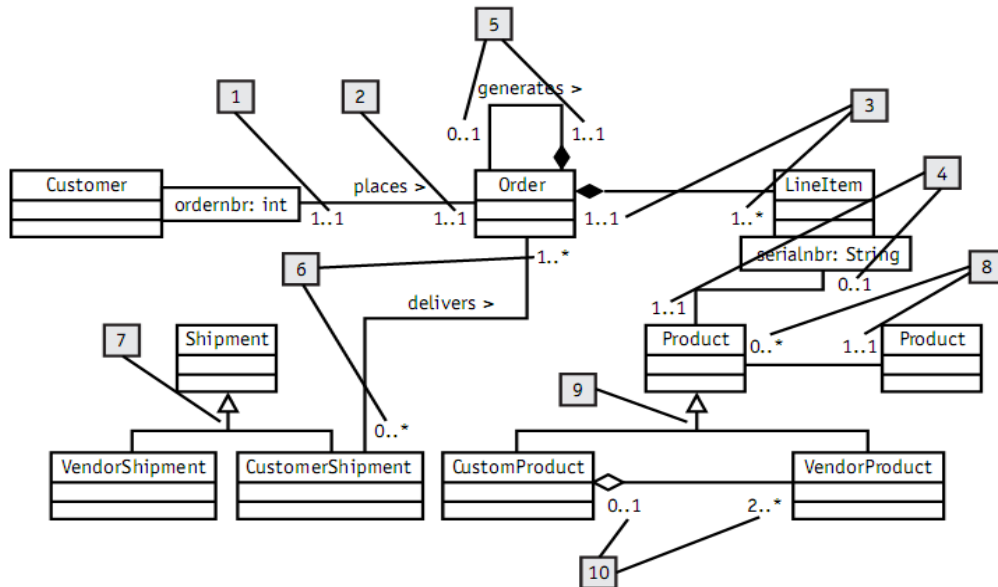 5
generates >
1
2
3
0..1
1..1
4
Customer
places >
Order
LineItem
ordernbr: int
1..1
1..1
1..1
1..*
serialnbr: String
6
1..*
8
0..1
delivers >
1..1
7
Shipment
Product
0..*
1..1
Product
9
0..*
VendorShipment
CustomerShipment
CustomProduct
VendorProduct
0..1
2..*
10